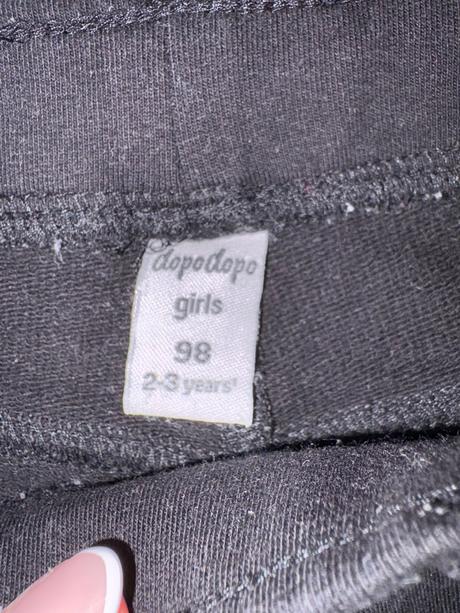 dopodopo
girls
98
2-3 years